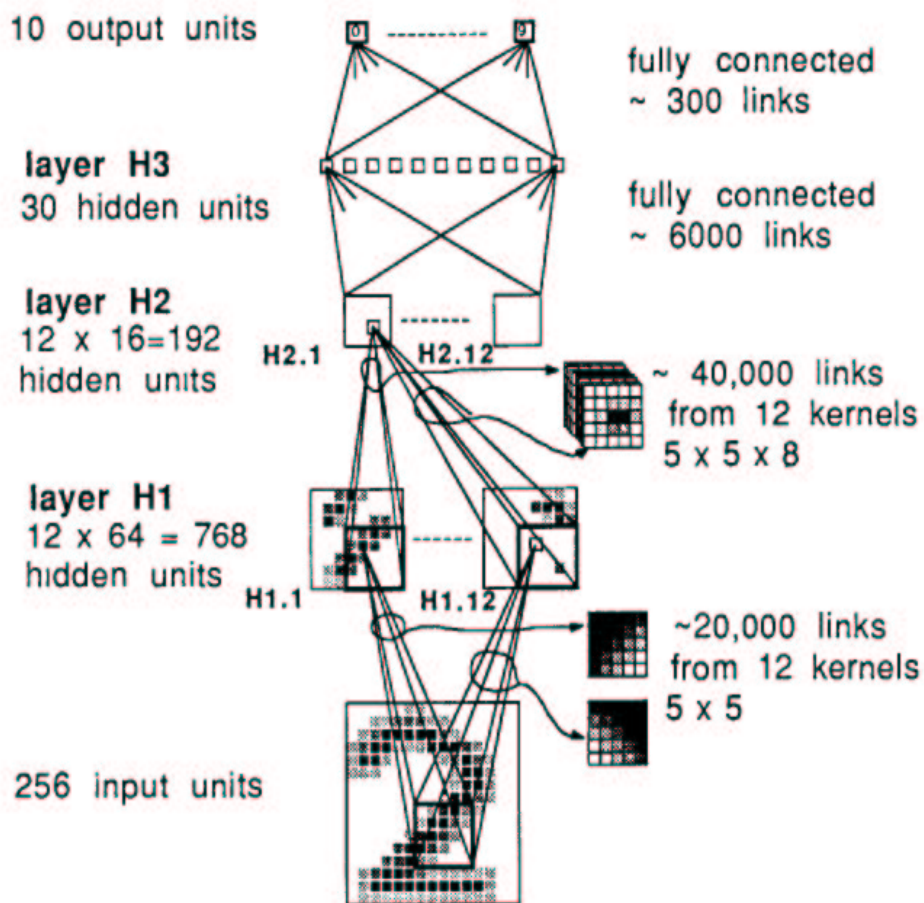 10 output units
0
9
fully connected
~ 300 links
layer H3
30 hidden units
fully connected
~ 6000 links
layer H2
12 x 16=192
hidden units
H2.1
H2.12
~ 40,000 links
from 12 kernels
5 x 5 x 8
layer H1
12 x 64 = 768
hidden units
H1.1
H1.12
~20,000 links
from 12 kernels
5 x 5
256 input units